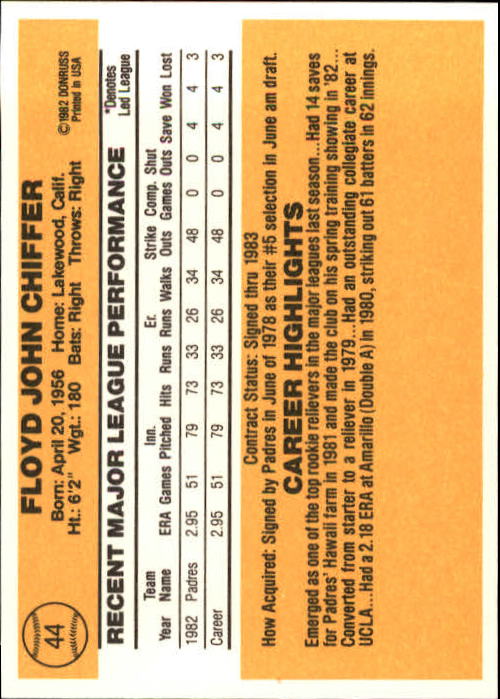 44
FLOYD JOHN CHIFFER
Born: April 20, 1956 Home: Lakewood, Calif.
Ht.: 6'2" Wgt.: 180 Bats: Right Throws: Right
©1982 DONRUSS
Printed in USA
RECENT MAJOR LEAGUE PERFORMANCE
*Denotes
Led League
Team Inn. Er. Strike Comp. Shut
Year Name ERA Games Pitched Hits Runs Runs Walks Outs Games Outs Save Won Lost
1982 Padres 2.95 51 79 73 33 26 34 48 0 0 4 4 3
Career 2.95 51 79 73 33 26 34 48 0 0 4 4 3
Contract Status: Signed thru 1983
How Acquired: Signed by Padres in June of 1978 as their #5 selection in June am draft.
CAREER HIGHLIGHTS
Emerged as one of the top rookie relievers in the major leagues last season...Had 14 saves
for Padres' Hawaii farm in 1981 and made the club on his spring training showing in '82...
Converted from starter to a reliever in 1979...Had an outstanding collegiate career at
UCLA...Had a 2.18 ERA at Amarillo (Double A) in 1980, striking out 61 batters in 62 innings.